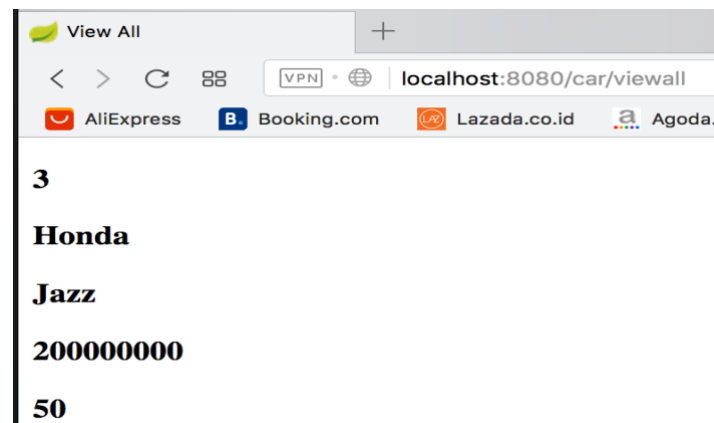 View All
VPN localhost:8080/car/viewall
AliExpress B. Booking.com Lazada.co.id a Agoda.
3
Honda
Jazz
200000000
50